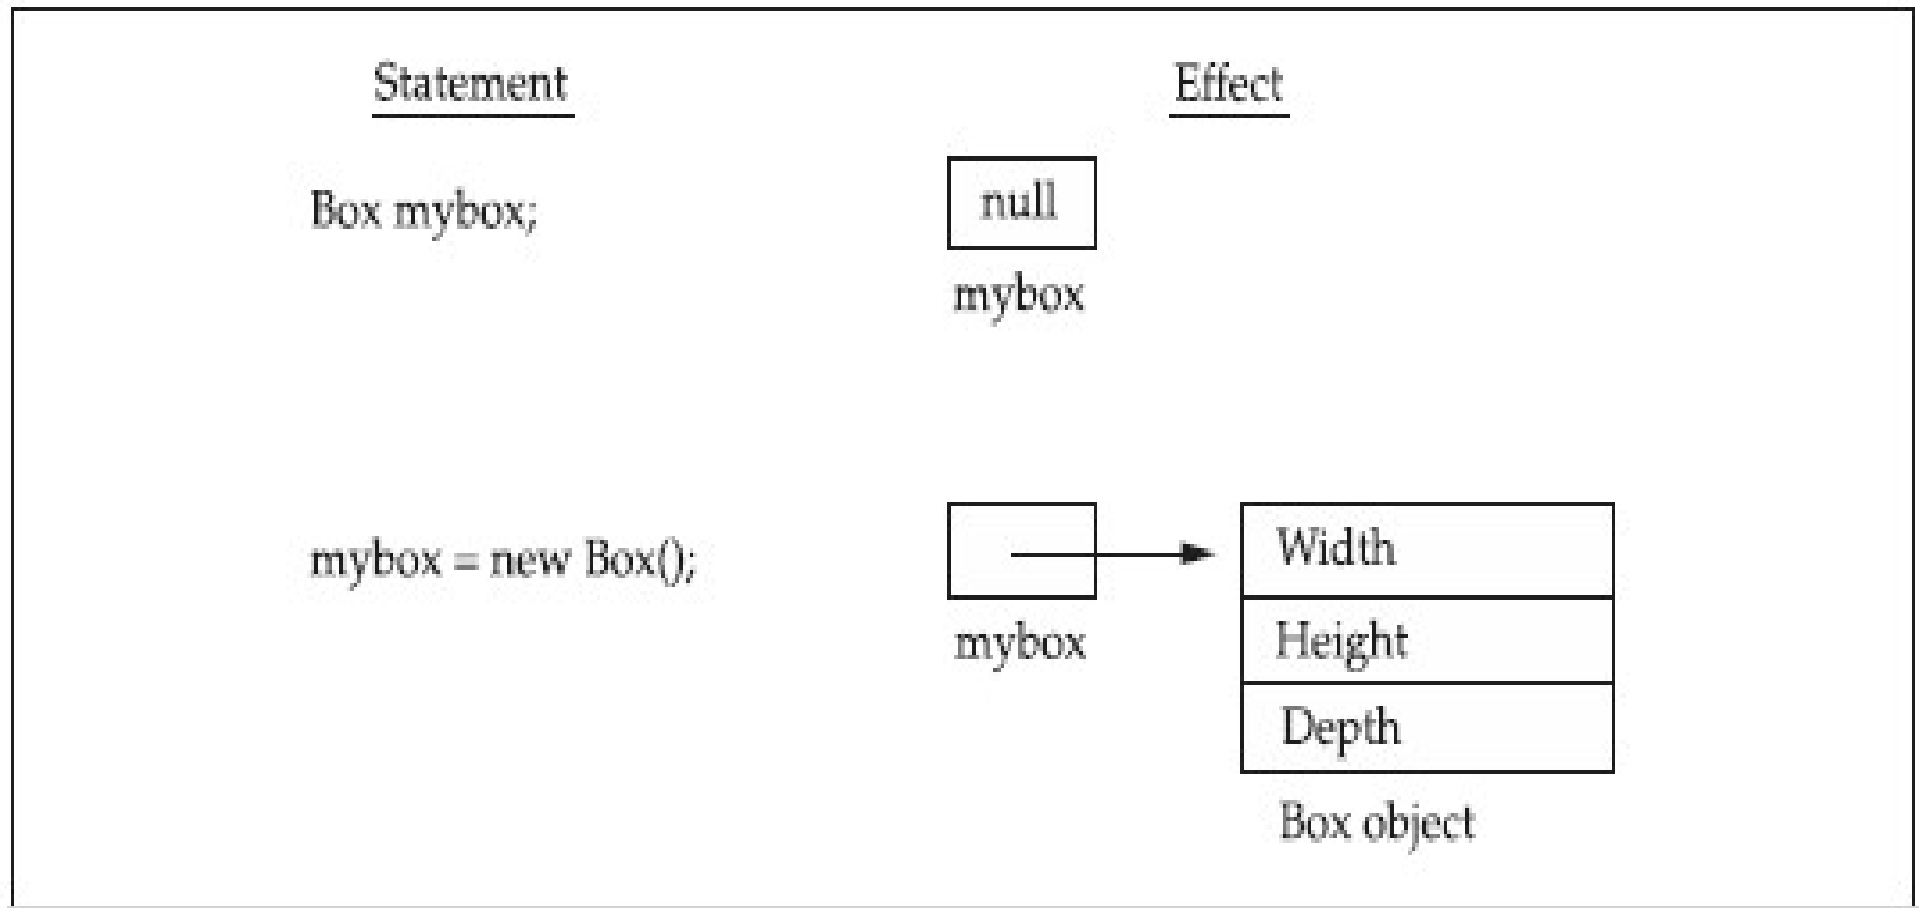 Statement
Effect
Box mybox;
null
mybox
mybox = new Box();
mybox
Width
Height
Depth
Box object